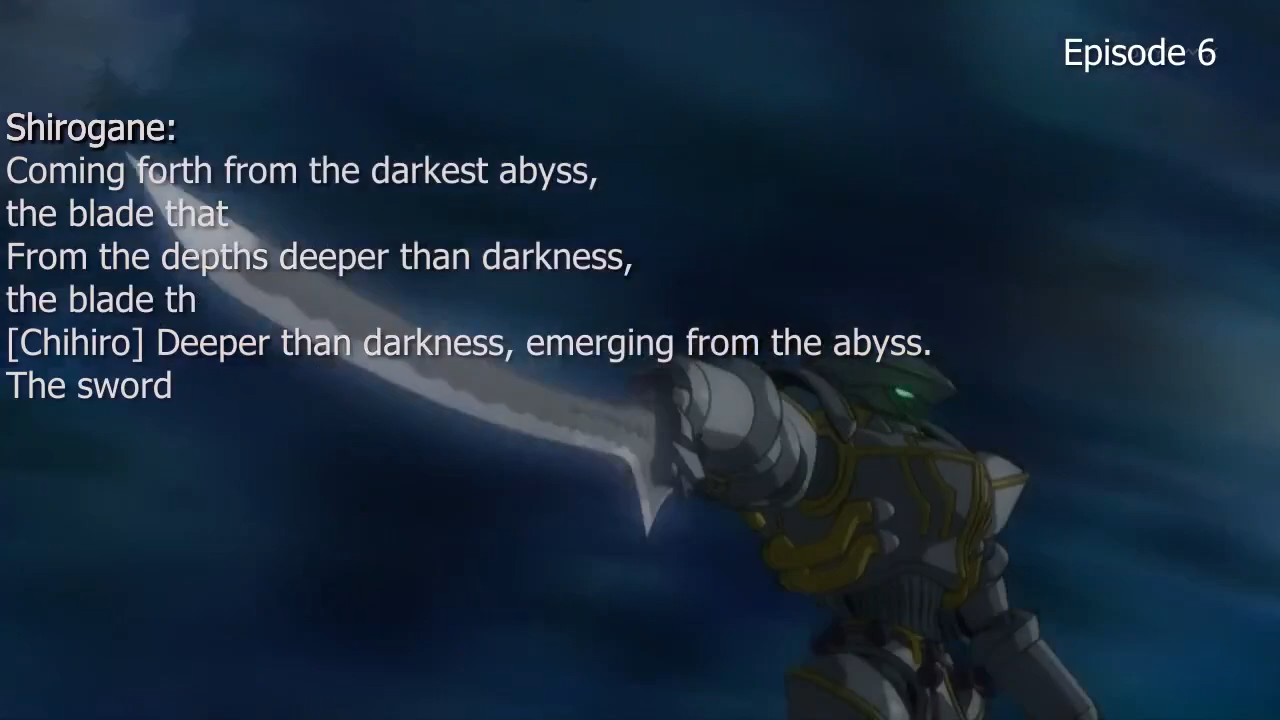 Episode 6
Shirogane:
Coming forth from the darkest abyss,
the blade that
From the depths deeper than darkness,
the blade th
[Chihiro] Deeper than darkness, emerging from the abyss.
The sword